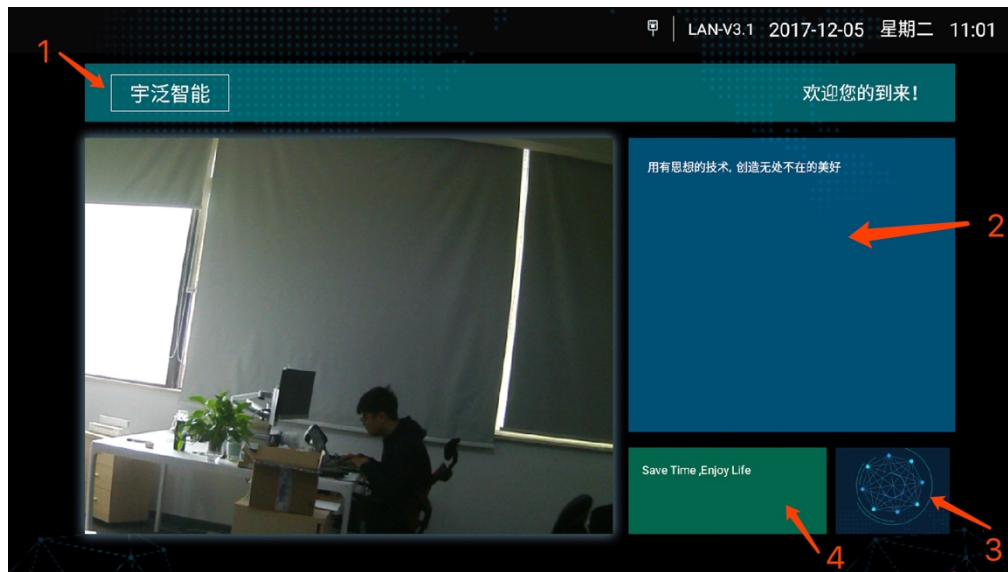 LAN-V3.1 2017-12-05 星期二 11:01
1
宇泛智能 欢迎您的到来!
用有思想的技术, 创造无处不在的美好
2
Save Time ,Enjoy Life
3
4